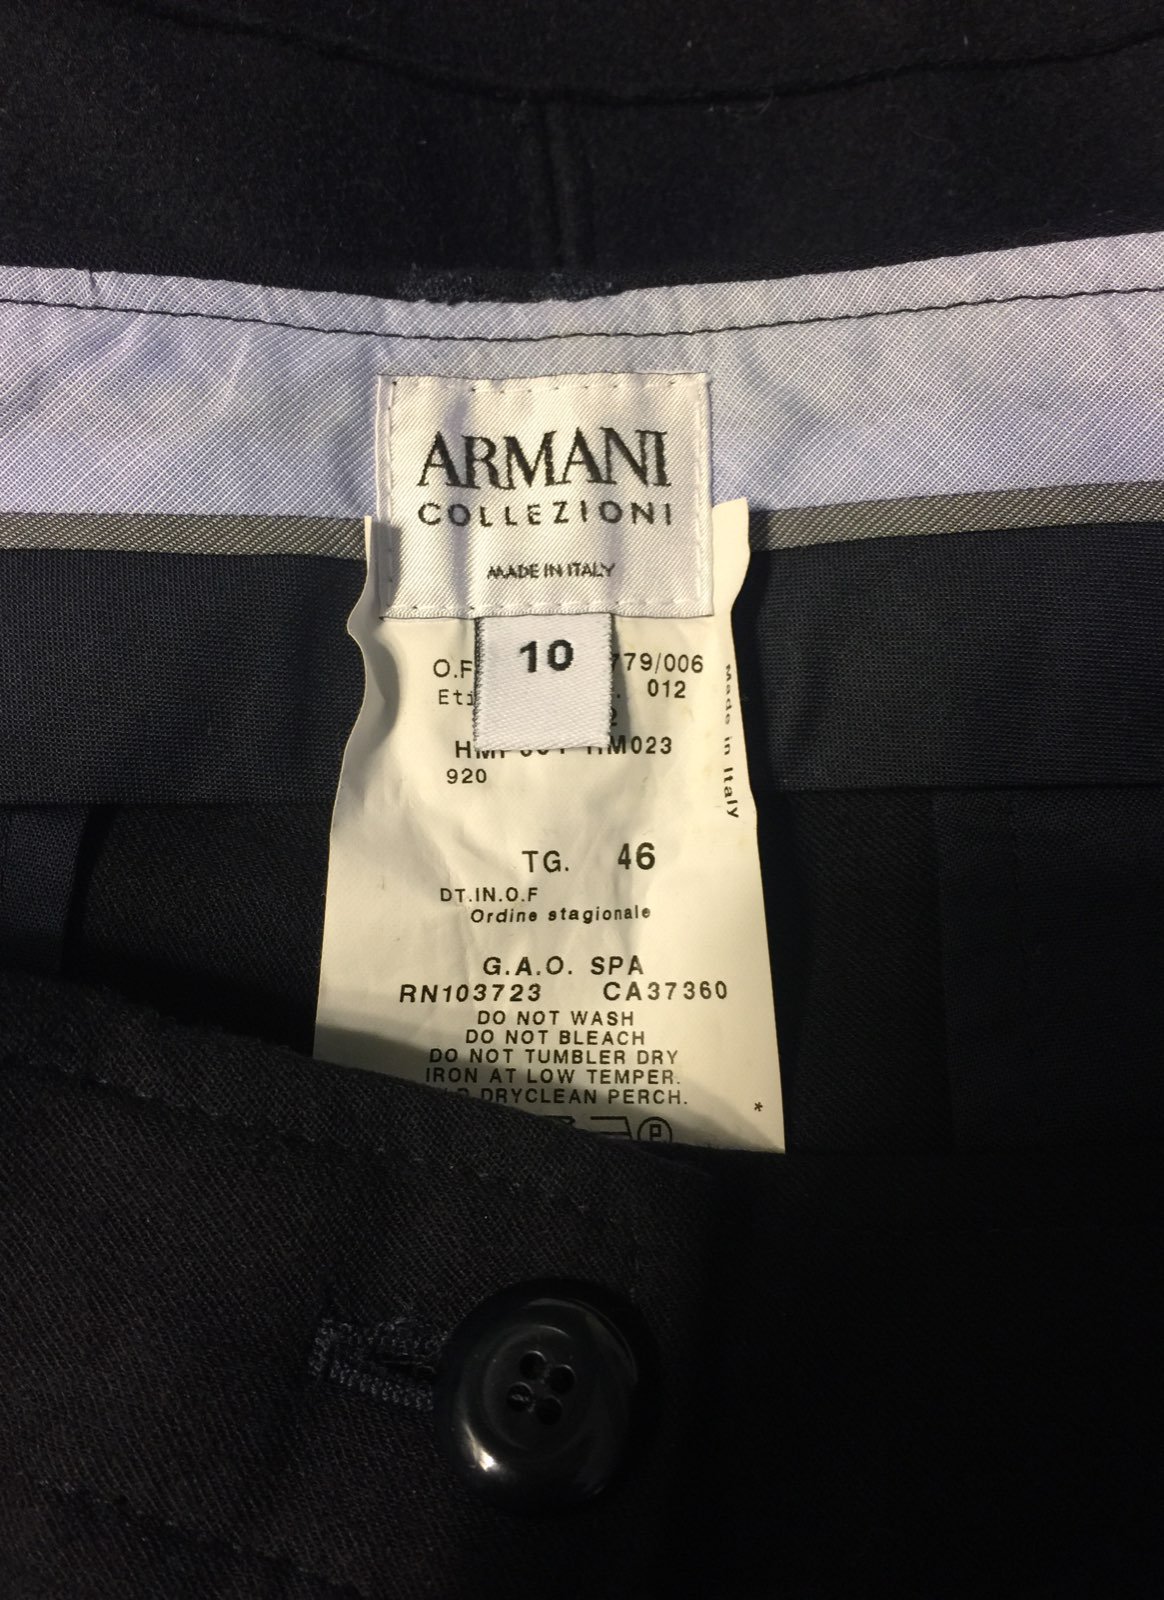 ARMANI
COLLEZIONI
MADE IN ITALY
10
779/006
012
HM023
920
Made in Italy
TG. 46
DT.IN.O.F
Ordine stagionale
G.A.O. SPA
RN103723 CA37360
DO NOT WASH
DO NOT BLEACH
DO NOT TUMBLER DRY
IRON AT LOW TEMPER.
DRYCLEAN PERCH.
*
P